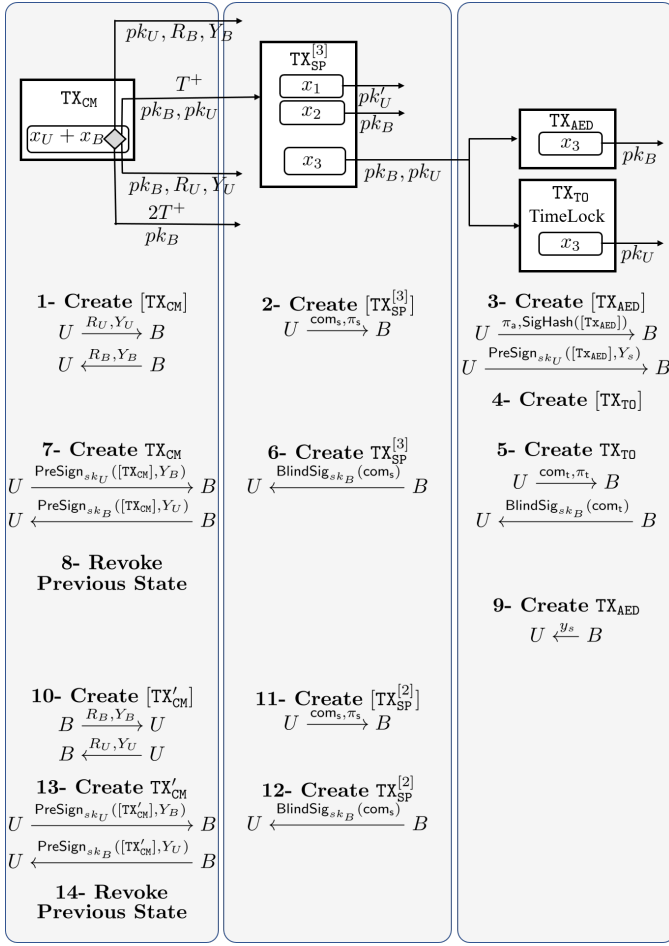 pk_U, R_B, Y_B
TX_CM
x_U + x_B
T^+
pk_B, pk_U
pk_B, R_U, Y_U
2T^+
pk_B
TX_SP^[3]
x_1
x_2
x_3
pk'_U
pk_B
pk_B, pk_U
TX_AED
x_3
pk_B
TX_TO
TimeLock
x_3
pk_U
1- Create [TX_CM]
U R_U,Y_U → B
U ← R_B,Y_B B
2- Create [TX_SP^[3]]
U com_s,π_s → B
3- Create [TX_AED]
U π_a,SigHash([Tx_AED]) → B
U PreSign_sk_U([Tx_AED],Y_s) → B
4- Create [TX_TO]
7- Create TX_CM
U PreSign_sk_U([TX_CM],Y_B) → B
U ← PreSign_sk_B([TX_CM],Y_U) B
8- Revoke
Previous State
6- Create TX_SP^[3]
U ← BlindSig_sk_B(com_s) B
5- Create TX_TO
U com_t,π_t → B
U ← BlindSig_sk_B(com_t) B
9- Create TX_AED
U ← y_s B
10- Create [TX'_CM]
B R_B,Y_B → U
B ← R_U,Y_U U
11- Create [TX_SP^[2]]
U com_s,π_s → B
13- Create TX'_CM
U PreSign_sk_U([TX'_CM],Y_B) → B
U ← PreSign_sk_B([TX'_CM],Y_U) B
12- Create TX_SP^[2]
U ← BlindSig_sk_B(com_s) B
14- Revoke
Previous State